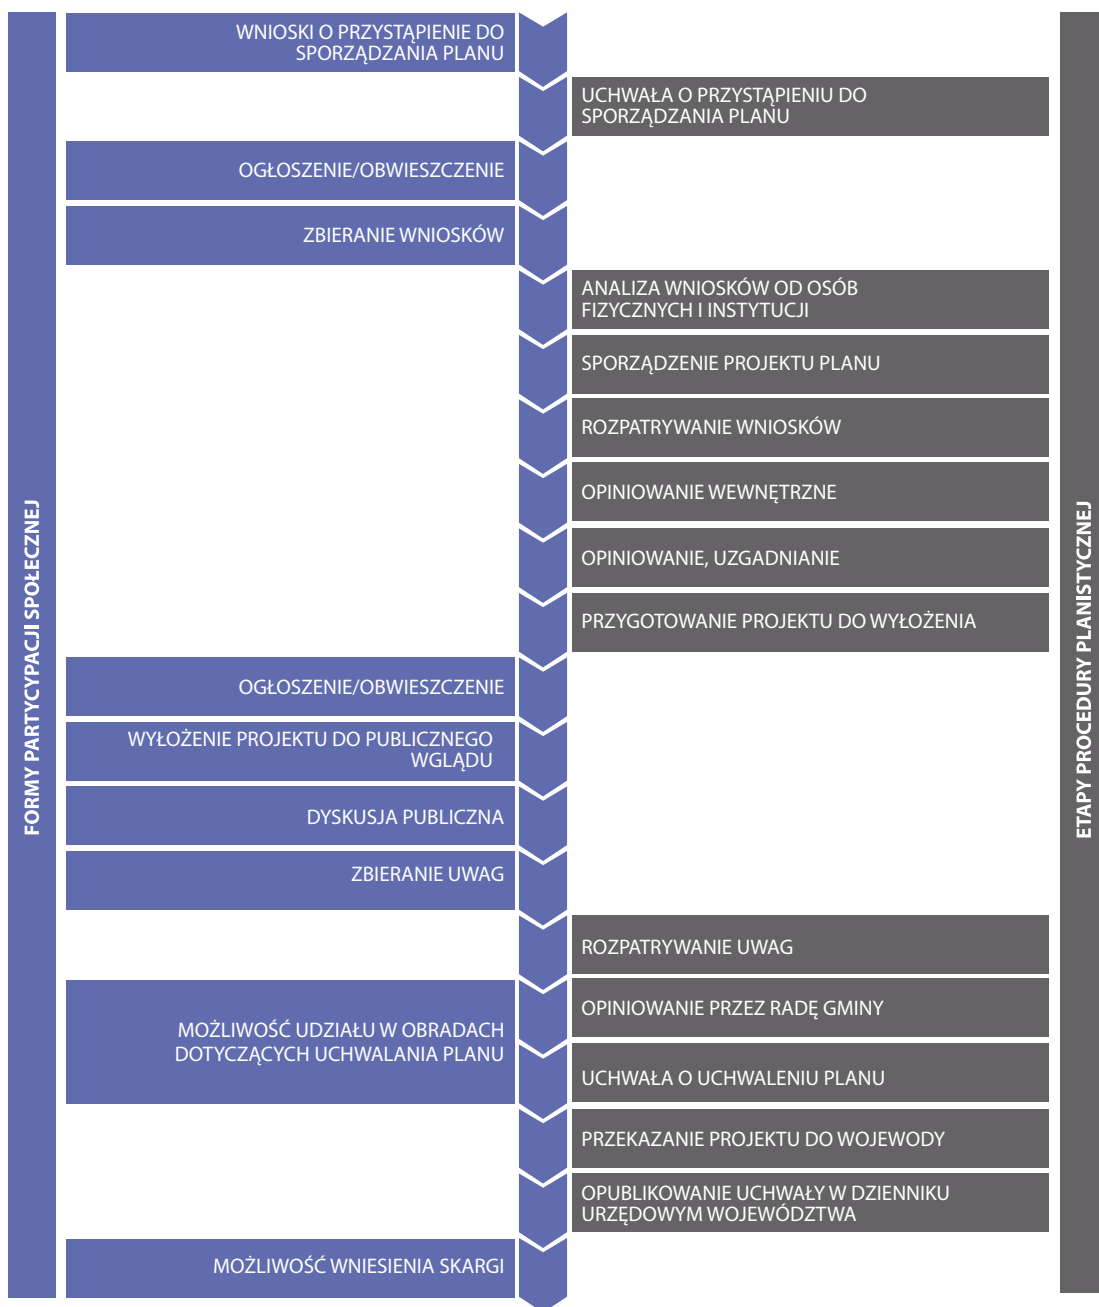 FORMY PARTYCYPACJI SPOŁECZNEJ
WNIOSKI O PRZYSTĄPIENIE DO
SPORZĄDZANIA PLANU
UCHWAŁA O PRZYSTĄPIENIU DO
SPORZĄDZANIA PLANU
OGŁOSZENIE/OBWIESZCZENIE
ZBIERANIE WNIOSKÓW
ANALIZA WNIOSKÓW OD OSÓB
FIZYCZNYCH I INSTYTUCJI
SPORZĄDZENIE PROJEKTU PLANU
ROZPATRYWANIE WNIOSKÓW
OPINIOWANIE WEWNĘTRZNE
OPINIOWANIE, UZGADNIANIE
PRZYGOTOWANIE PROJEKTU DO WYŁOŻENIA
OGŁOSZENIE/OBWIESZCZENIE
WYŁOŻENIE PROJEKTU DO PUBLICZNEGO
WGLĄDU
DYSKUSJA PUBLICZNA
ZBIERANIE UWAG
ROZPATRYWANIE UWAG
MOŻLIWOŚĆ UDZIAŁU W OBRADACH
DOTYCZĄCYCH UCHWALANIA PLANU
OPINIOWANIE PRZEZ RADĘ GMINY
UCHWAŁA O UCHWALENIU PLANU
PRZEKAZANIE PROJEKTU DO WOJEWODY
OPUBLIKOWANIE UCHWAŁY W DZIENNIKU
URZĘDOWYM WOJEWÓDZTWA
MOŻLIWOŚĆ WNIESIENIA SKARGI
ETAPY PROCEDURY PLANISTYCZNEJ